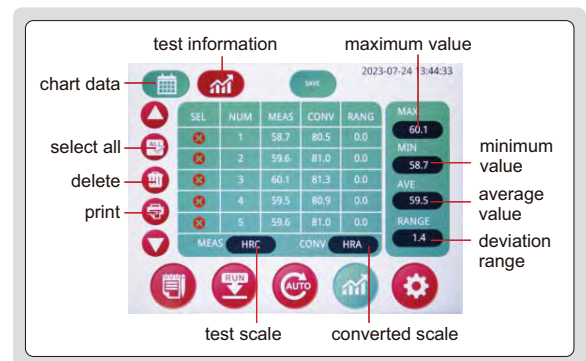 test information
maximum value
chart data
SAVE
2023-07-24 13:44:33
SEL NUM MEAS CONV RANG
1 58.7 80.5 0.0
2 59.6 81.0 0.0
3 60.1 81.3 0.0
4 59.5 80.9 0.0
5 59.6 81.0 0.0
MEAS HRC CONV HRA
MAX
60.1
MIN
58.7
AVE
59.5
RANGE
1.4
select all
ALL
delete
print
minimum
value
average
value
deviation
range
RUN
AUTO
test scale
converted scale